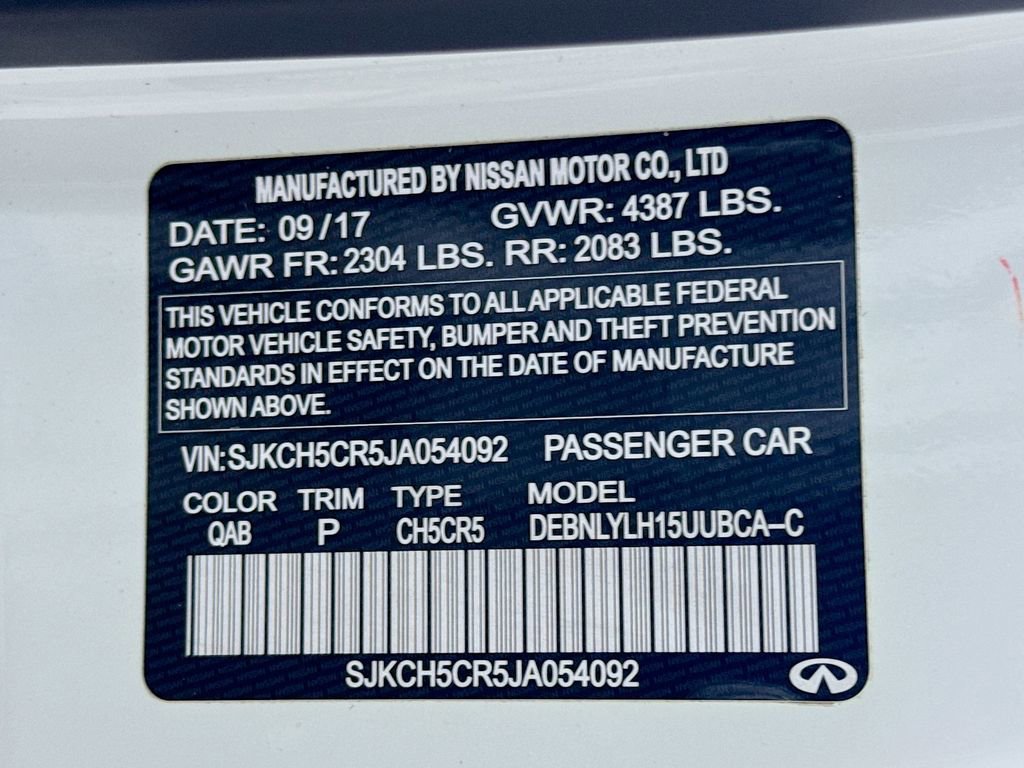 MANUFACTURED BY NISSAN MOTOR CO., LTD
DATE: 09/17 GVWR: 4387 LBS.
GAWR FR: 2304 LBS. RR: 2083 LBS.
THIS VEHICLE CONFORMS TO ALL APPLICABLE FEDERAL
MOTOR VEHICLE SAFETY, BUMPER AND THEFT PREVENTION
STANDARDS IN EFFECT ON THE DATE OF MANUFACTURE
SHOWN ABOVE.
VIN: SJKCH5CR5JA054092 PASSENGER CAR
COLOR TRIM TYPE MODEL
QAB P CH5CR5 DEBNLYLH15UUBCA–C
SJKCH5CR5JA054092